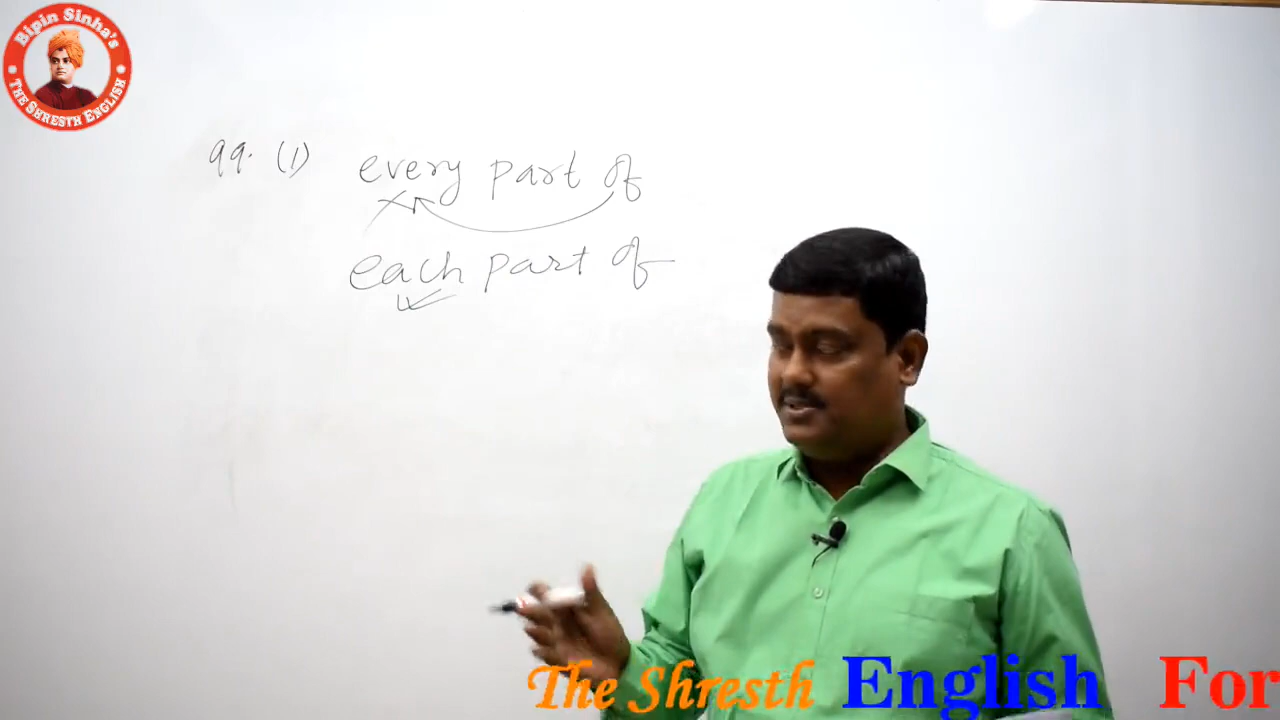 Bipin Sinha's
THE SHRESTH ENGLISH
99. (1) every part of
each part of
The Shresth English For